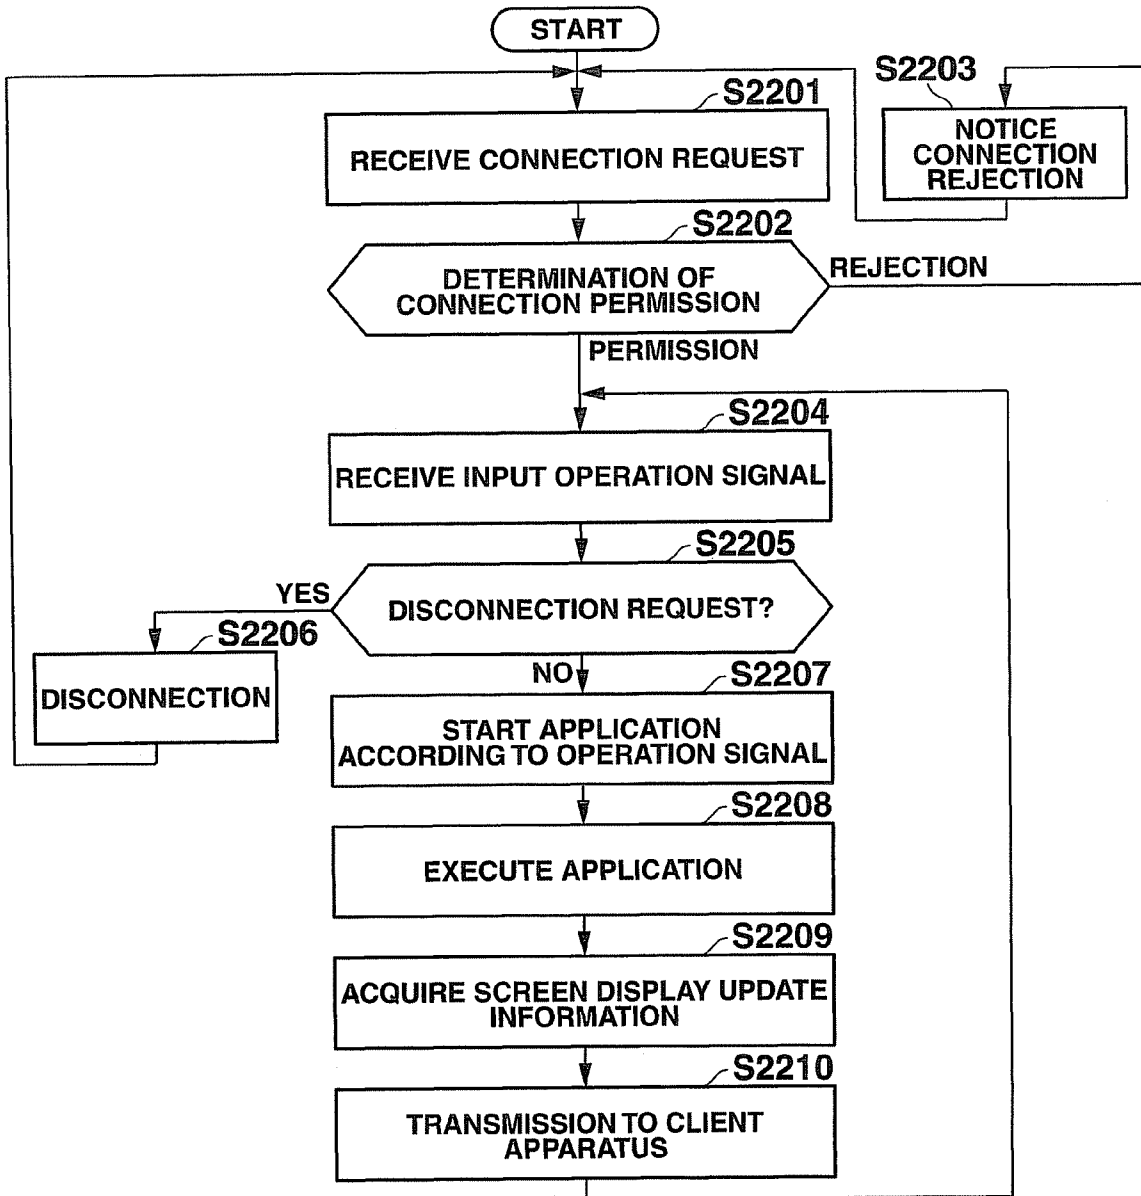 START
S2201
RECEIVE CONNECTION REQUEST
S2203
NOTICE
CONNECTION
REJECTION
S2202
DETERMINATION OF
CONNECTION PERMISSION
REJECTION
PERMISSION
S2204
RECEIVE INPUT OPERATION SIGNAL
S2205
DISCONNECTION REQUEST?
YES
S2206
DISCONNECTION
NO
S2207
START APPLICATION
ACCORDING TO OPERATION SIGNAL
S2208
EXECUTE APPLICATION
S2209
ACQUIRE SCREEN DISPLAY UPDATE
INFORMATION
S2210
TRANSMISSION TO CLIENT
APPARATUS